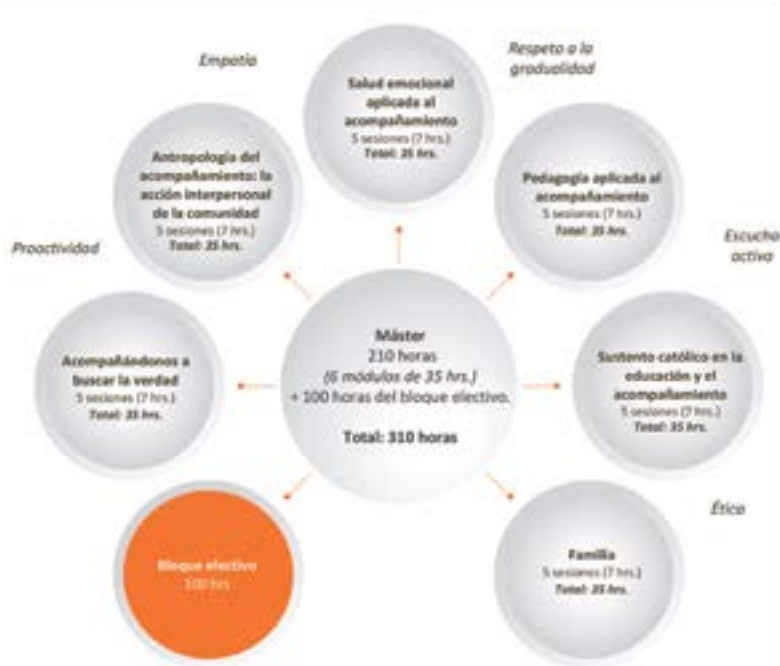 Empatía
Respeto a la
gradualidad
Salud emocional
aplicada al
acompañamiento
5 sesiones (7 hrs.)
Total: 35 hrs.
Antropología del
acompañamiento: la
acción interpersonal
de la comunidad
5 sesiones (7 hrs.)
Total: 35 hrs.
Pedagogía aplicada al
acompañamiento
5 sesiones (7 hrs.)
Total: 35 hrs.
Proactividad
Escucha
activa
Acompañándonos a
buscar la verdad
5 sesiones (7 hrs.)
Total: 35 hrs.
Máster
210 horas
(6 módulos de 35 hrs.)
+ 100 horas del bloque electivo.
Total: 310 horas
Sustento católico en la
educación y el
acompañamiento
5 sesiones (7 hrs.)
Total: 35 hrs.
Ética
Bloque electivo
100 hrs
Familia
5 sesiones (7 hrs.)
Total: 35 hrs.